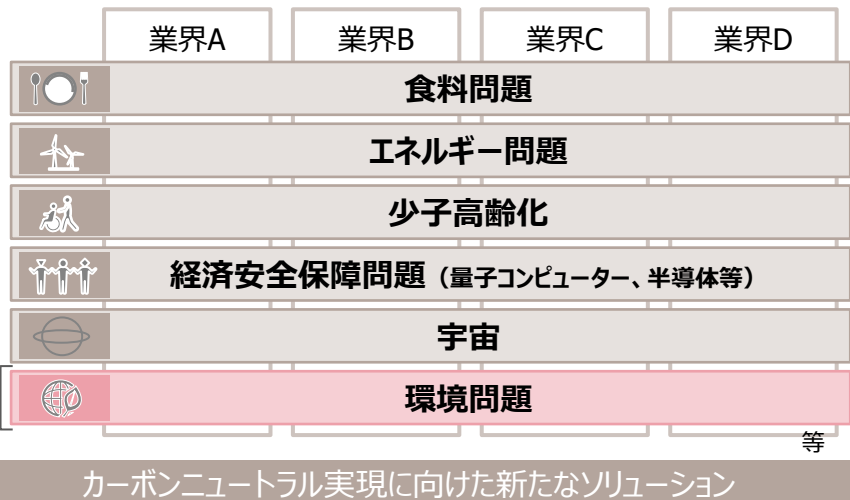 業界A 業界B 業界C 業界D
食料問題
エネルギー問題
少子高齢化
経済安全保障問題（量子コンピューター、半導体等）
宇宙
環境問題
等
カーボンニュートラル実現に向けた新たなソリューション